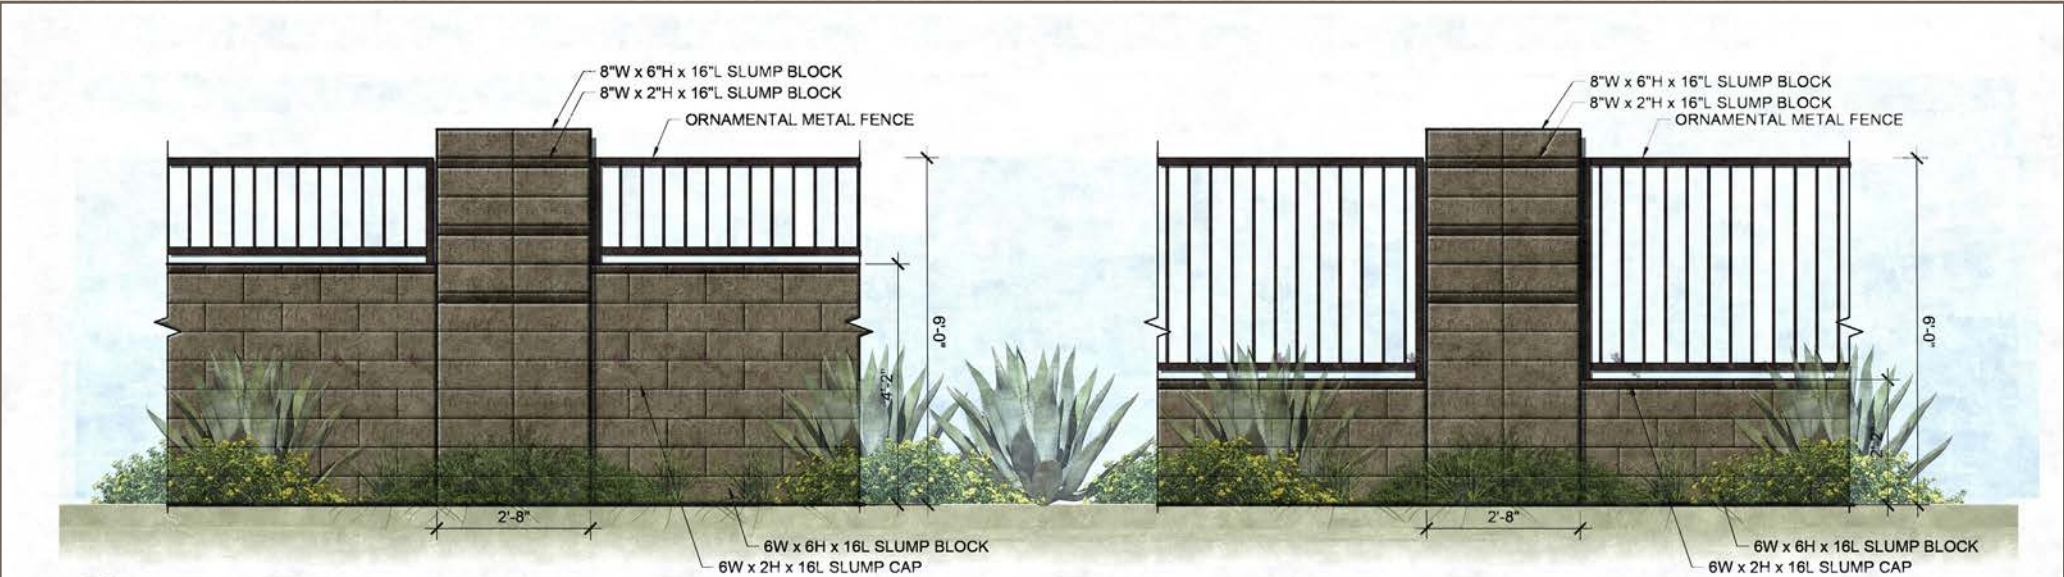 8"W x 6"H x 16"L SLUMP BLOCK
8"W x 2"H x 16"L SLUMP BLOCK
ORNAMENTAL METAL FENCE
6'-0"
4'-2"
2'-8"
6W x 6H x 16L SLUMP BLOCK
6W x 2H x 16L SLUMP CAP
8"W x 6"H x 16"L SLUMP BLOCK
8"W x 2"H x 16"L SLUMP BLOCK
ORNAMENTAL METAL FENCE
6'-0"
2'-8"
6W x 6H x 16L SLUMP BLOCK
6W x 2H x 16L SLUMP CAP